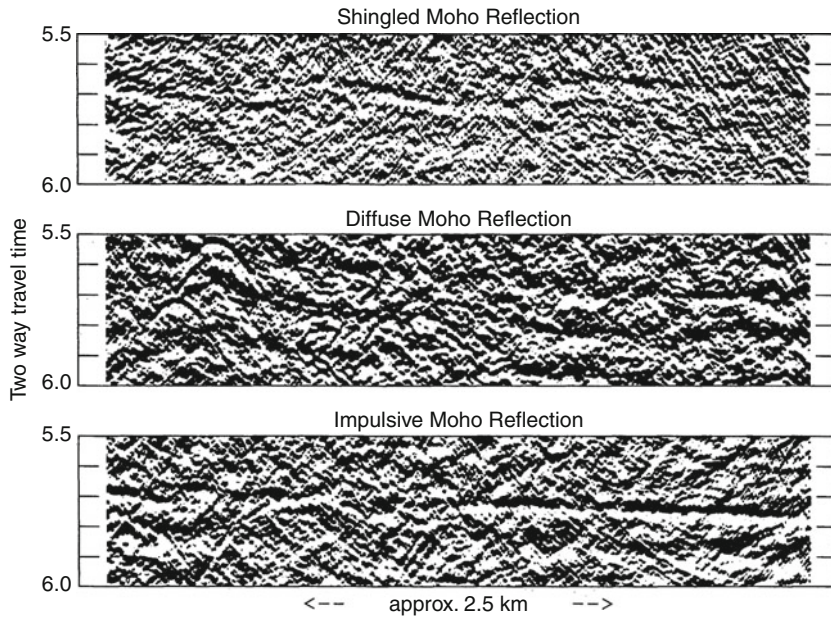 Shingled Moho Reflection
5.5
6.0
Diffuse Moho Reflection
5.5
6.0
Two way travel time
Impulsive Moho Reflection
5.5
6.0
<-- approx. 2.5 km -->